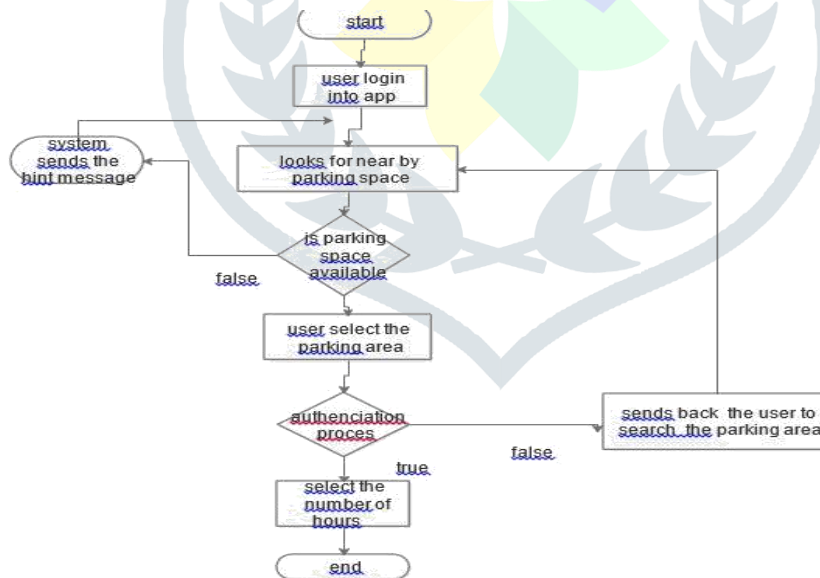 start
user login
into app
system
sends the
hint message
looks for near by
parking space
is parking
space
available
false
user select the
parking area
authenciation
proces
sends back the user to
search the parking area
false
true
select the
number of
hours
end